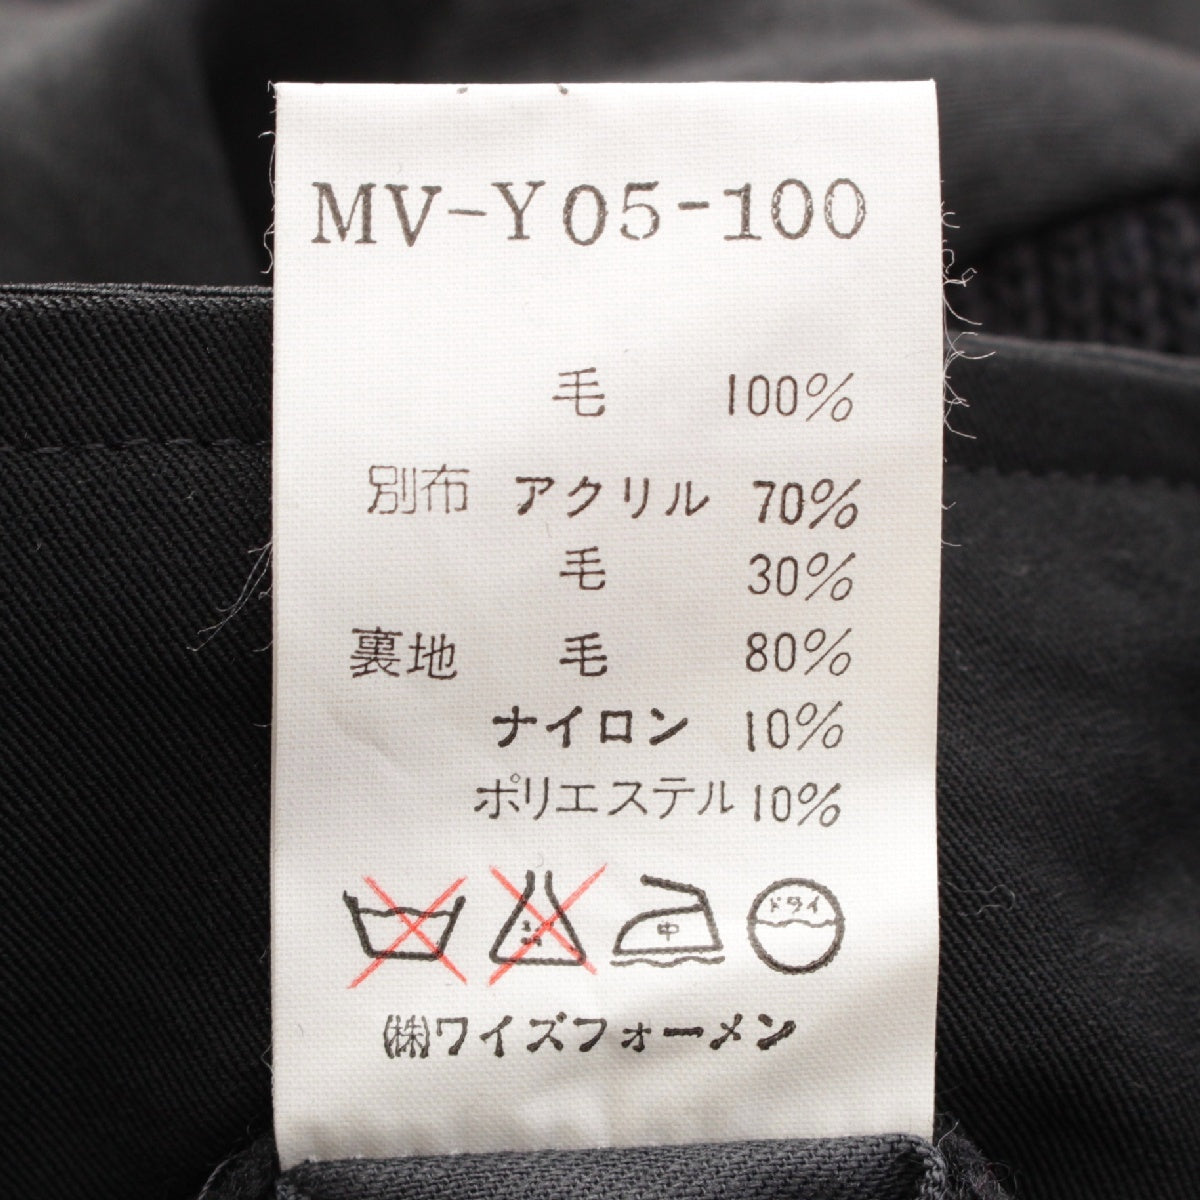 MV-Y05-100
毛 100%
別布 アクリル 70%
毛 30%
裏地 毛 80%
ナイロン 10%
ポリエステル 10%
中 ドライ
(株)ワイズフォーメン